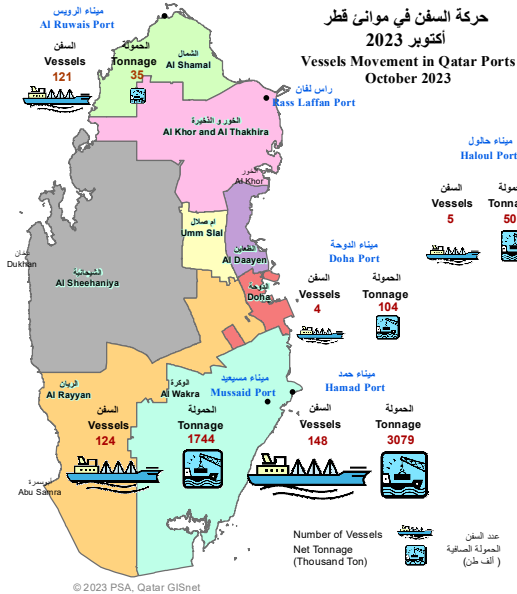 حركة السفن في موانئ قطر
أكتوبر 2023
Vessels Movement in Qatar Ports
October 2023
ميناء الرويس
Al Ruwais Port
السفن الحمولة
Vessels Tonnage
121 35
الشمال
Al Shamal
راس لفان
Rass Laffan Port
الخور و الذخيرة
Al Khor and Al Thakhira
الخور
Al Khor
ميناء حالول
Haloul Port
السفن
Vessels
5 50
ام صلال
Umm Slal
الظعاين
Al Daayen
دخان
Dukhan
الشيحانية
Al Sheehaniya
الدوحة
Doha
ميناء الدوحة
Doha Port
السفن الحمولة
Vessels Tonnage
4 104
الريان
Al Rayyan
الوكرة
Al Wakra
ميناء مسيعيد
Mussaid Port
السفن الحمولة
Vessels Tonnage
124 1744
ميناء حمد
Hamad Port
السفن الحمولة
Vessels Tonnage
148 3079
أبوسمرة
Abu Samra
Number of Vessels عدد السفن
Net Tonnage الحمولة الصافية
(Thousand Ton) ( ألف طن)
© 2023 PSA, Qatar GISnet